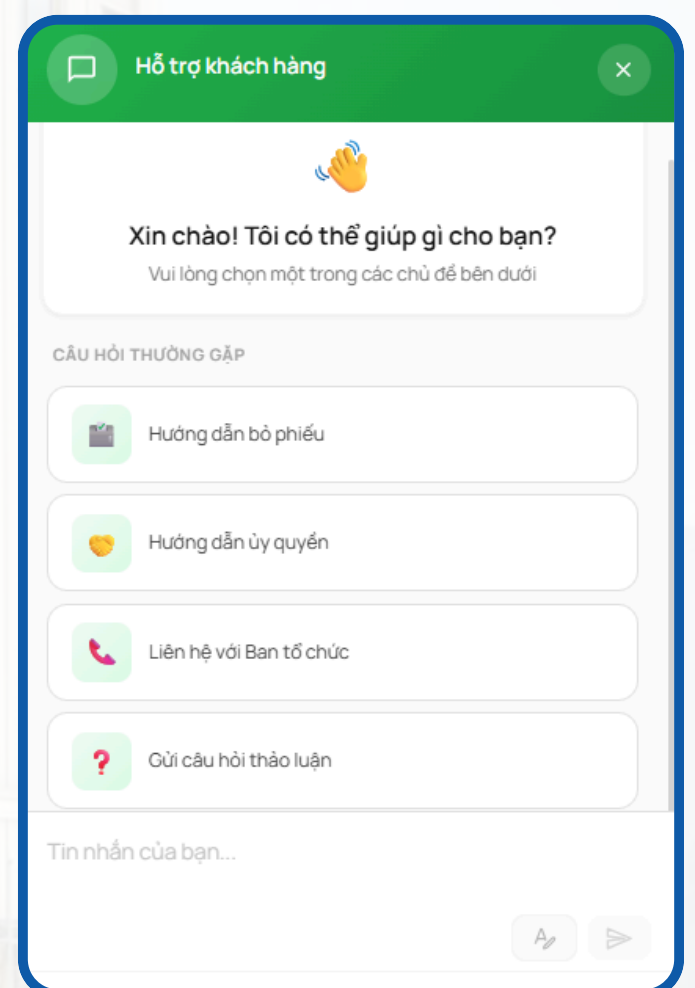 Hỗ trợ khách hàng
Xin chào! Tôi có thể giúp gì cho bạn?
Vui lòng chọn một trong các chủ đề bên dưới
CÂU HỎI THƯỜNG GẶP
Hướng dẫn bỏ phiếu
Hướng dẫn ủy quyền
Liên hệ với Ban tổ chức
Gửi câu hỏi thảo luận
Tin nhắn của bạn...